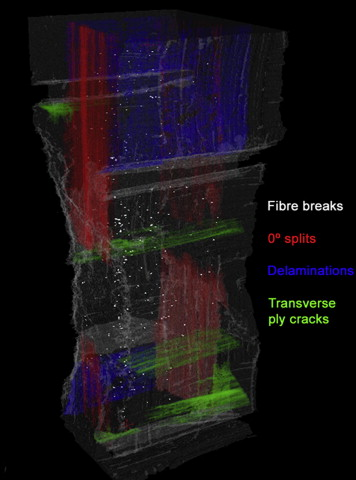 Fibre breaks
0º splits
Delaminations
Transverse
ply cracks